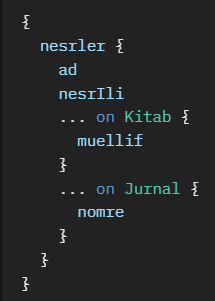 {
  nesrler {
    ad
    nesrIli
    ... on Kitab {
      muellif
    }
    ... on Jurnal {
      nomre
    }
  }
}